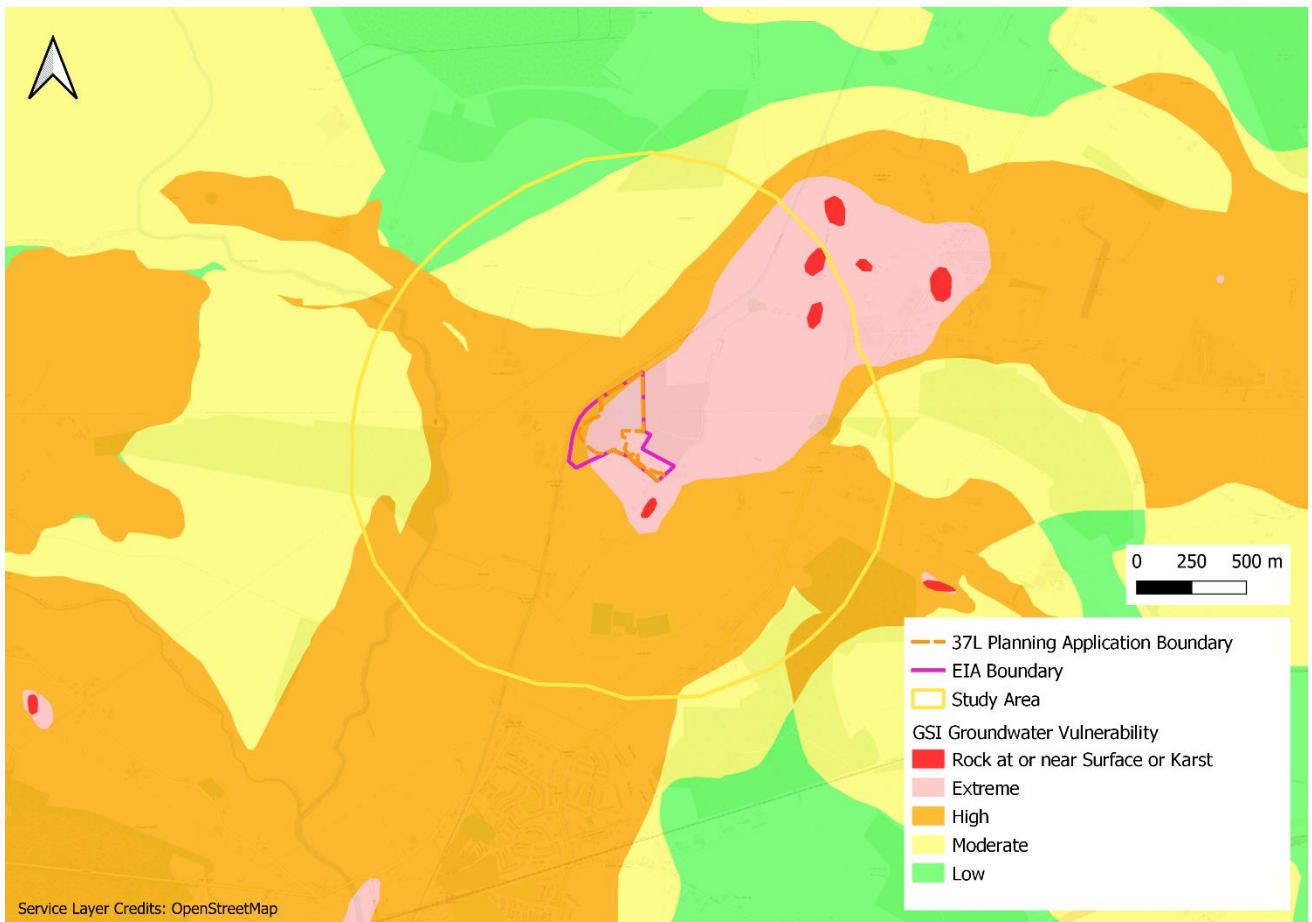 0 250 500 m
37L Planning Application Boundary
EIA Boundary
Study Area
GSI Groundwater Vulnerability
Rock at or near Surface or Karst
Extreme
High
Moderate
Low
Service Layer Credits: OpenStreetMap